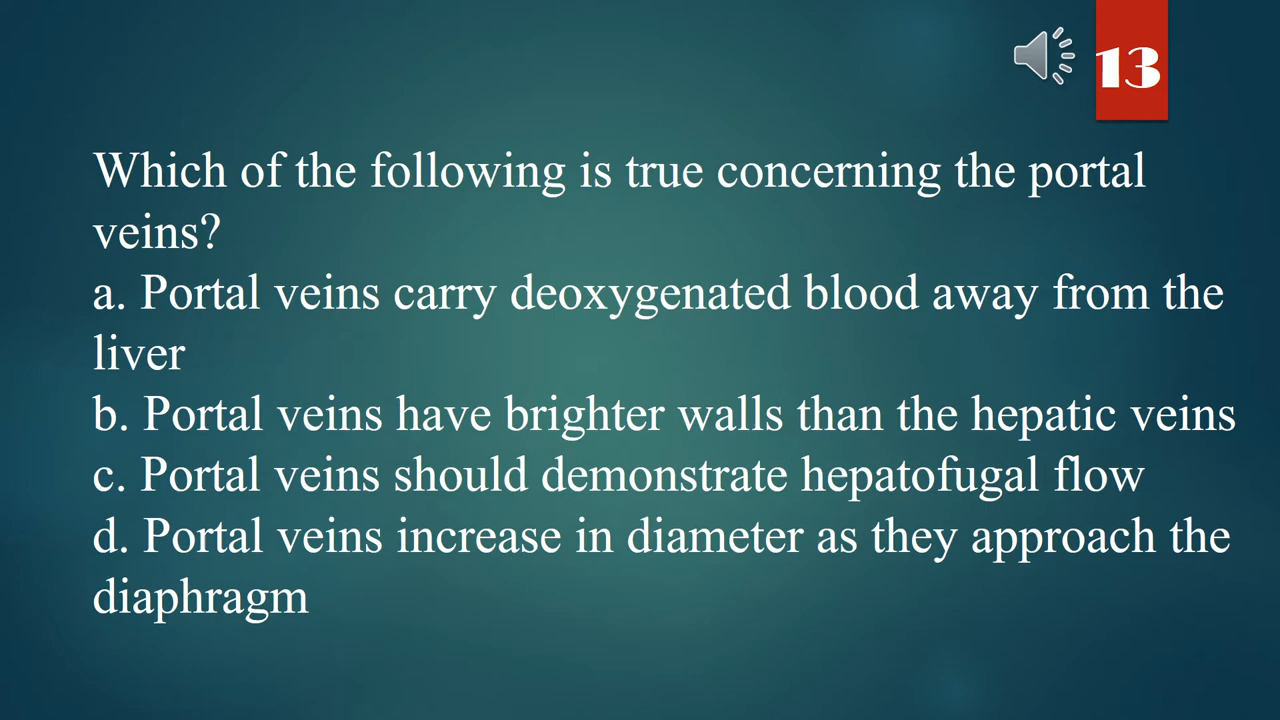 13
Which of the following is true concerning the portal
veins?
a. Portal veins carry deoxygenated blood away from the
liver
b. Portal veins have brighter walls than the hepatic veins
c. Portal veins should demonstrate hepatofugal flow
d. Portal veins increase in diameter as they approach the
diaphragm